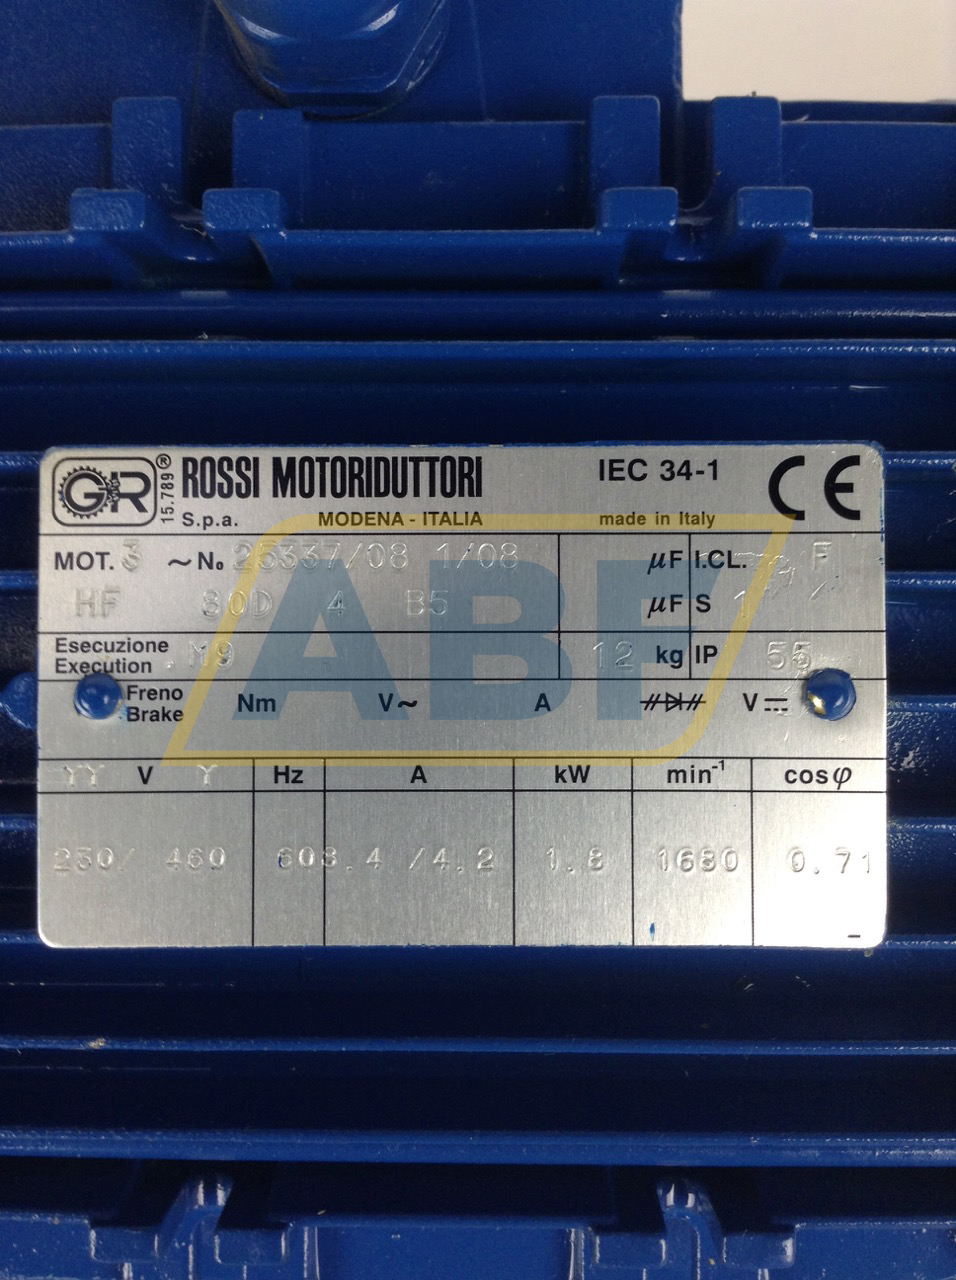 GR ® ROSSI MOTORIDUTTORI IEC 34-1 CE
15.789 S.p.a. MODENA - ITALIA made in Italy
MOT. 3 ~ No 25337/08 1/08 µF I.CL. F
HF 80D 4 B5 µF S 1
Esecuzione
Execution .M9 12 kg IP 55
Freno
Brake Nm V~ A V
ABF
YY V Y Hz A kW min-1 cosφ
230/ 460 60 8.4 /4.2 1.8 1680 0.71